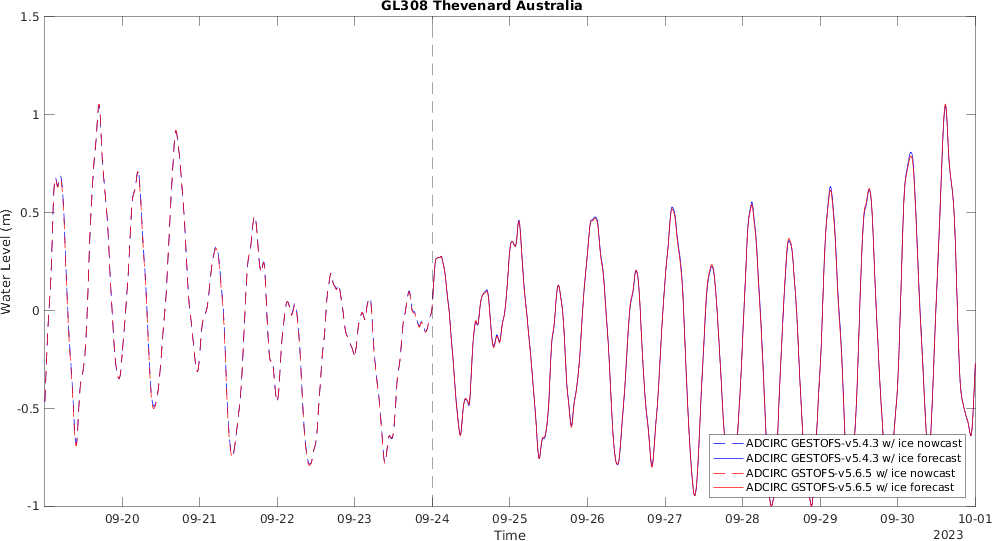 GL308 Thevenard Australia
1.5
1
0.5
0
-0.5
-1
Water Level (m)
09-20
09-21
09-22
09-23
09-24
09-25
09-26
09-27
09-28
09-29
09-30
10-01
Time
2023
ADCIRC GESTOFS-v5.4.3 w/ ice nowcast
ADCIRC GESTOFS-v5.4.3 w/ ice forecast
ADCIRC GSTOFS-v5.6.5 w/ ice nowcast
ADCIRC GSTOFS-v5.6.5 w/ ice forecast